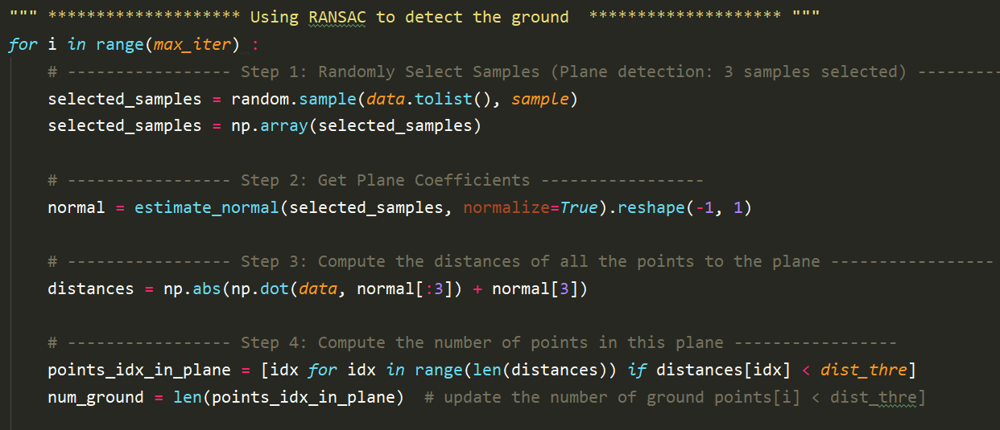 """ ******************** Using RANSAC to detect the ground  ******************** """
for i in range(max_iter) :
    # ----------------- Step 1: Randomly Select Samples (Plane detection: 3 samples selected) ---------
    selected_samples = random.sample(data.tolist(), sample)
    selected_samples = np.array(selected_samples)
    # ----------------- Step 2: Get Plane Coefficients -----------------
    normal = estimate_normal(selected_samples, normalize=True).reshape(-1, 1)
    # ----------------- Step 3: Compute the distances of all the points to the plane -----------------
    distances = np.abs(np.dot(data, normal[:3]) + normal[3])
    # ----------------- Step 4: Compute the number of points in this plane -----------------
    points_idx_in_plane = [idx for idx in range(len(distances)) if distances[idx] < dist_thre]
    num_ground = len(points_idx_in_plane)  # update the number of ground points[i] < dist_thre]